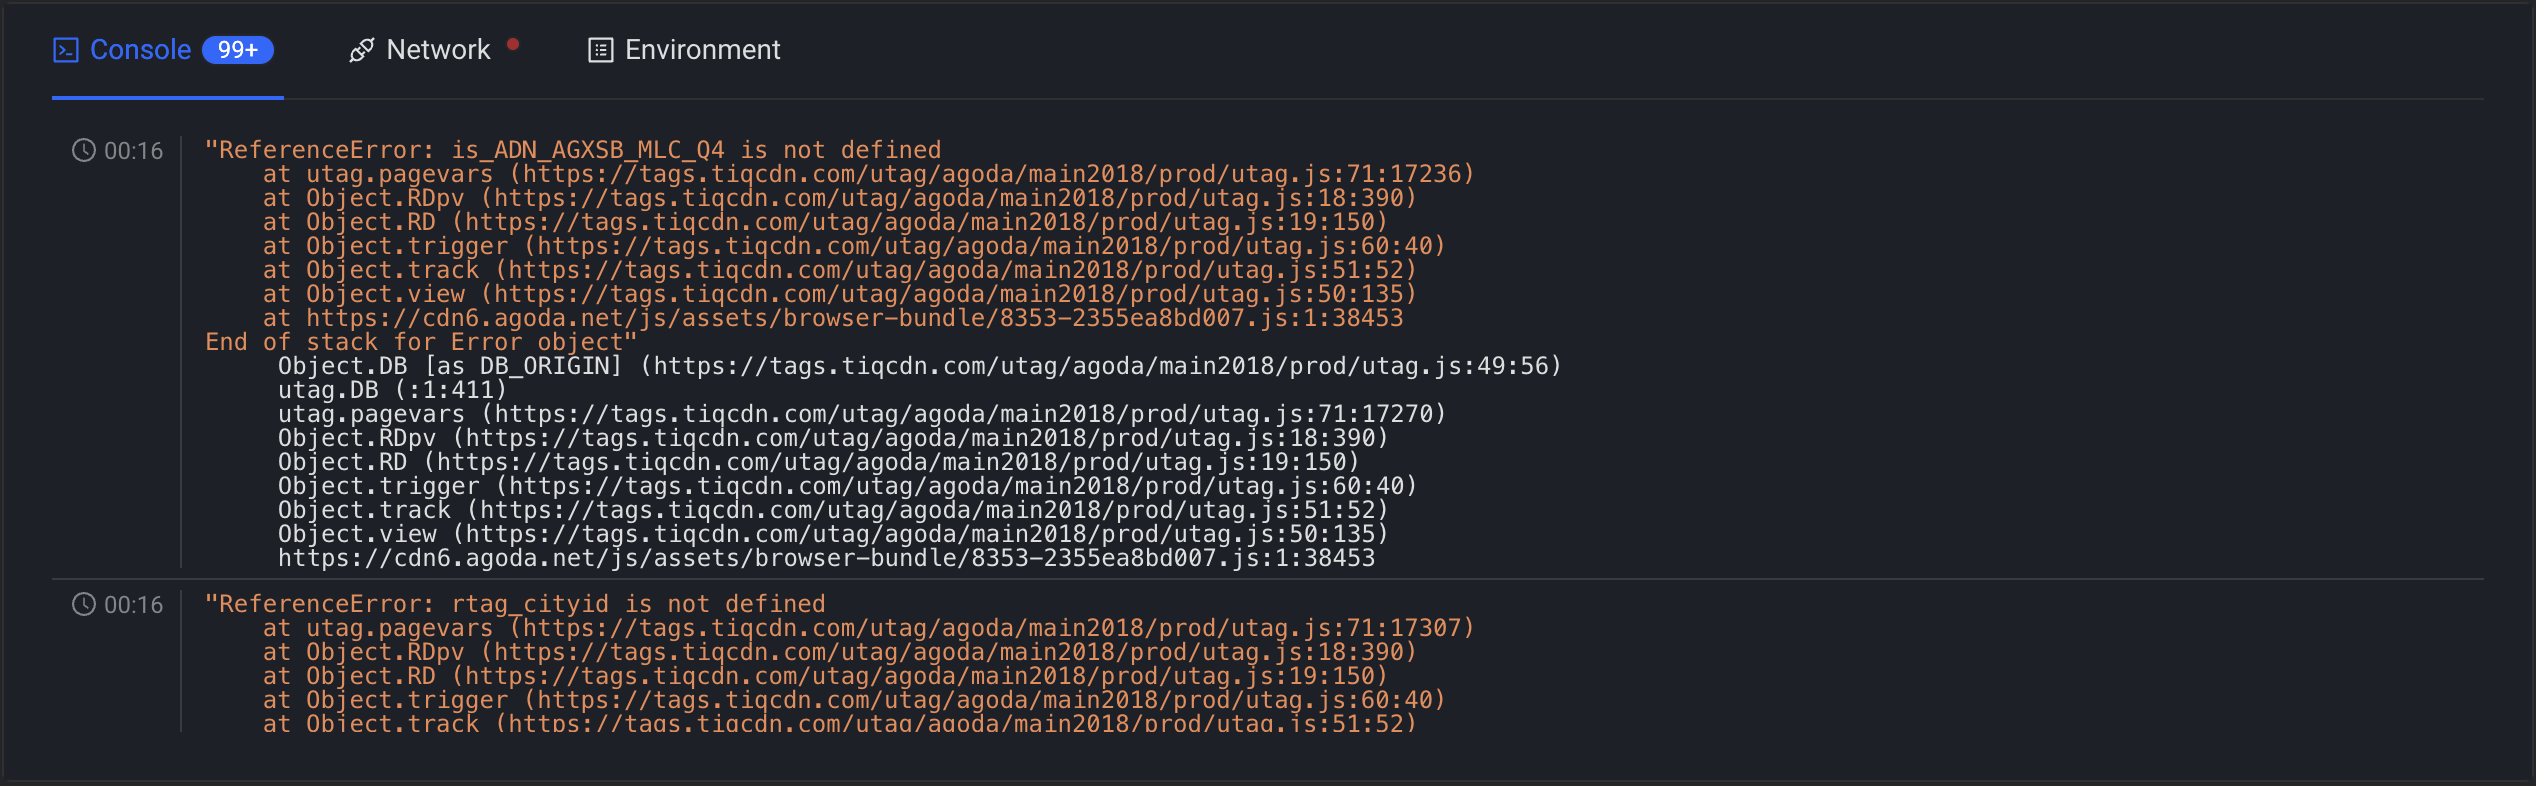 Console 99+ Network Environment
00:16 "ReferenceError: is_ADN_AGXSB_MLC_Q4 is not defined
at utag.pagevars (https://tags.tiqcdn.com/utag/agoda/main2018/prod/utag.js:71:17236)
at Object.RDpv (https://tags.tiqcdn.com/utag/agoda/main2018/prod/utag.js:18:390)
at Object.RD (https://tags.tiqcdn.com/utag/agoda/main2018/prod/utag.js:19:150)
at Object.trigger (https://tags.tiqcdn.com/utag/agoda/main2018/prod/utag.js:60:40)
at Object.track (https://tags.tiqcdn.com/utag/agoda/main2018/prod/utag.js:51:52)
at Object.view (https://tags.tiqcdn.com/utag/agoda/main2018/prod/utag.js:50:135)
at https://cdn6.agoda.net/js/assets/browser-bundle/8353-2355ea8bd007.js:1:38453
End of stack for Error object"
Object.DB [as DB_ORIGIN] (https://tags.tiqcdn.com/utag/agoda/main2018/prod/utag.js:49:56)
utag.DB (:1:411)
utag.pagevars (https://tags.tiqcdn.com/utag/agoda/main2018/prod/utag.js:71:17270)
Object.RDpv (https://tags.tiqcdn.com/utag/agoda/main2018/prod/utag.js:18:390)
Object.RD (https://tags.tiqcdn.com/utag/agoda/main2018/prod/utag.js:19:150)
Object.trigger (https://tags.tiqcdn.com/utag/agoda/main2018/prod/utag.js:60:40)
Object.track (https://tags.tiqcdn.com/utag/agoda/main2018/prod/utag.js:51:52)
Object.view (https://tags.tiqcdn.com/utag/agoda/main2018/prod/utag.js:50:135)
https://cdn6.agoda.net/js/assets/browser-bundle/8353-2355ea8bd007.js:1:38453
00:16 "ReferenceError: rtag_cityid is not defined
at utag.pagevars (https://tags.tiqcdn.com/utag/agoda/main2018/prod/utag.js:71:17307)
at Object.RDpv (https://tags.tiqcdn.com/utag/agoda/main2018/prod/utag.js:18:390)
at Object.RD (https://tags.tiqcdn.com/utag/agoda/main2018/prod/utag.js:19:150)
at Object.trigger (https://tags.tiqcdn.com/utag/agoda/main2018/prod/utag.js:60:40)
at Object.track (https://tags.tiqcdn.com/utag/agoda/main2018/prod/utag.js:51:52)